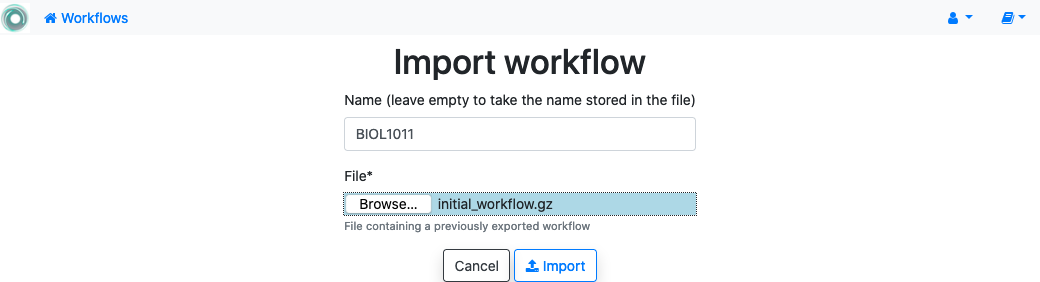 Workflows
Import workflow
Name (leave empty to take the name stored in the file)
BIOL1011
File*
Browse... initial_workflow.gz
File containing a previously exported workflow
Cancel Import